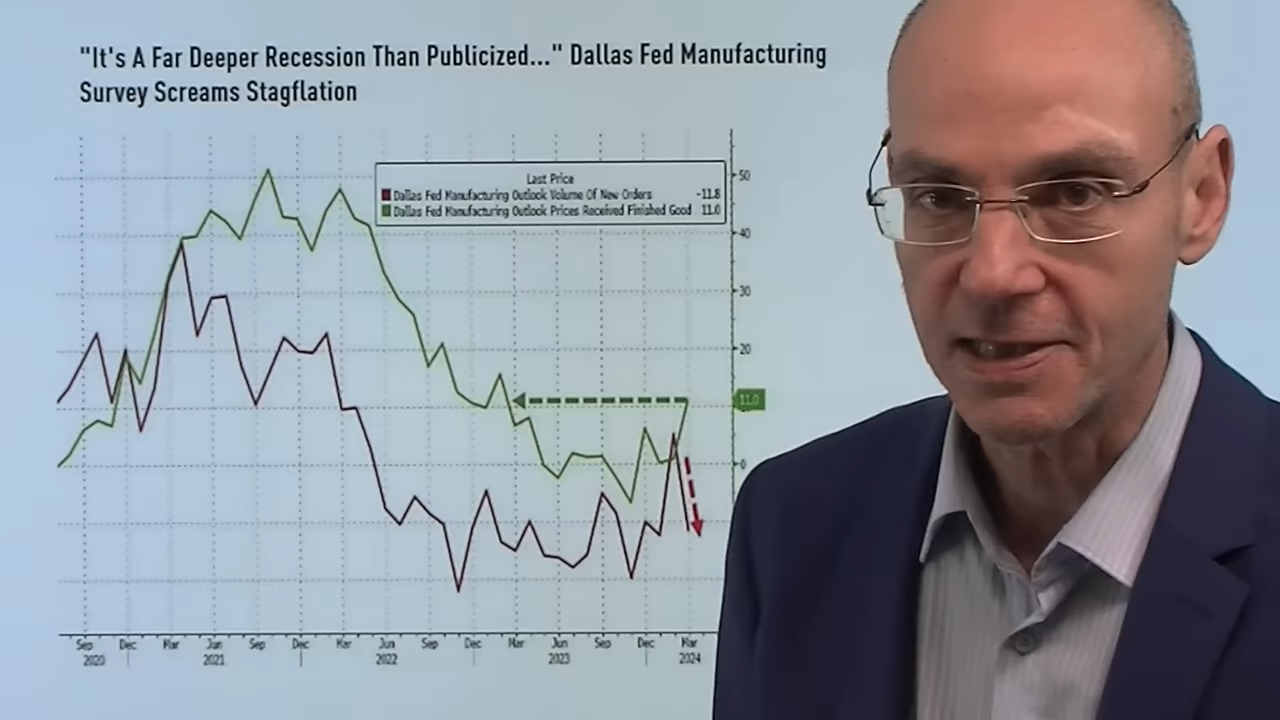 "It's A Far Deeper Recession Than Publicized..." Dallas Fed Manufacturing
Survey Screams Stagflation
Last Price
Dallas Fed Manufacturing Outlook Volume Of New Orders -11.8
Dallas Fed Manufacturing Outlook Prices Received Finished Good 11.0
50
40
30
20
11.0
0
Sep Dec Mar Jun Sep Dec Mar Jun Sep Dec Mar Jun Sep Dec Mar
2020 2021 2022 2023 2024